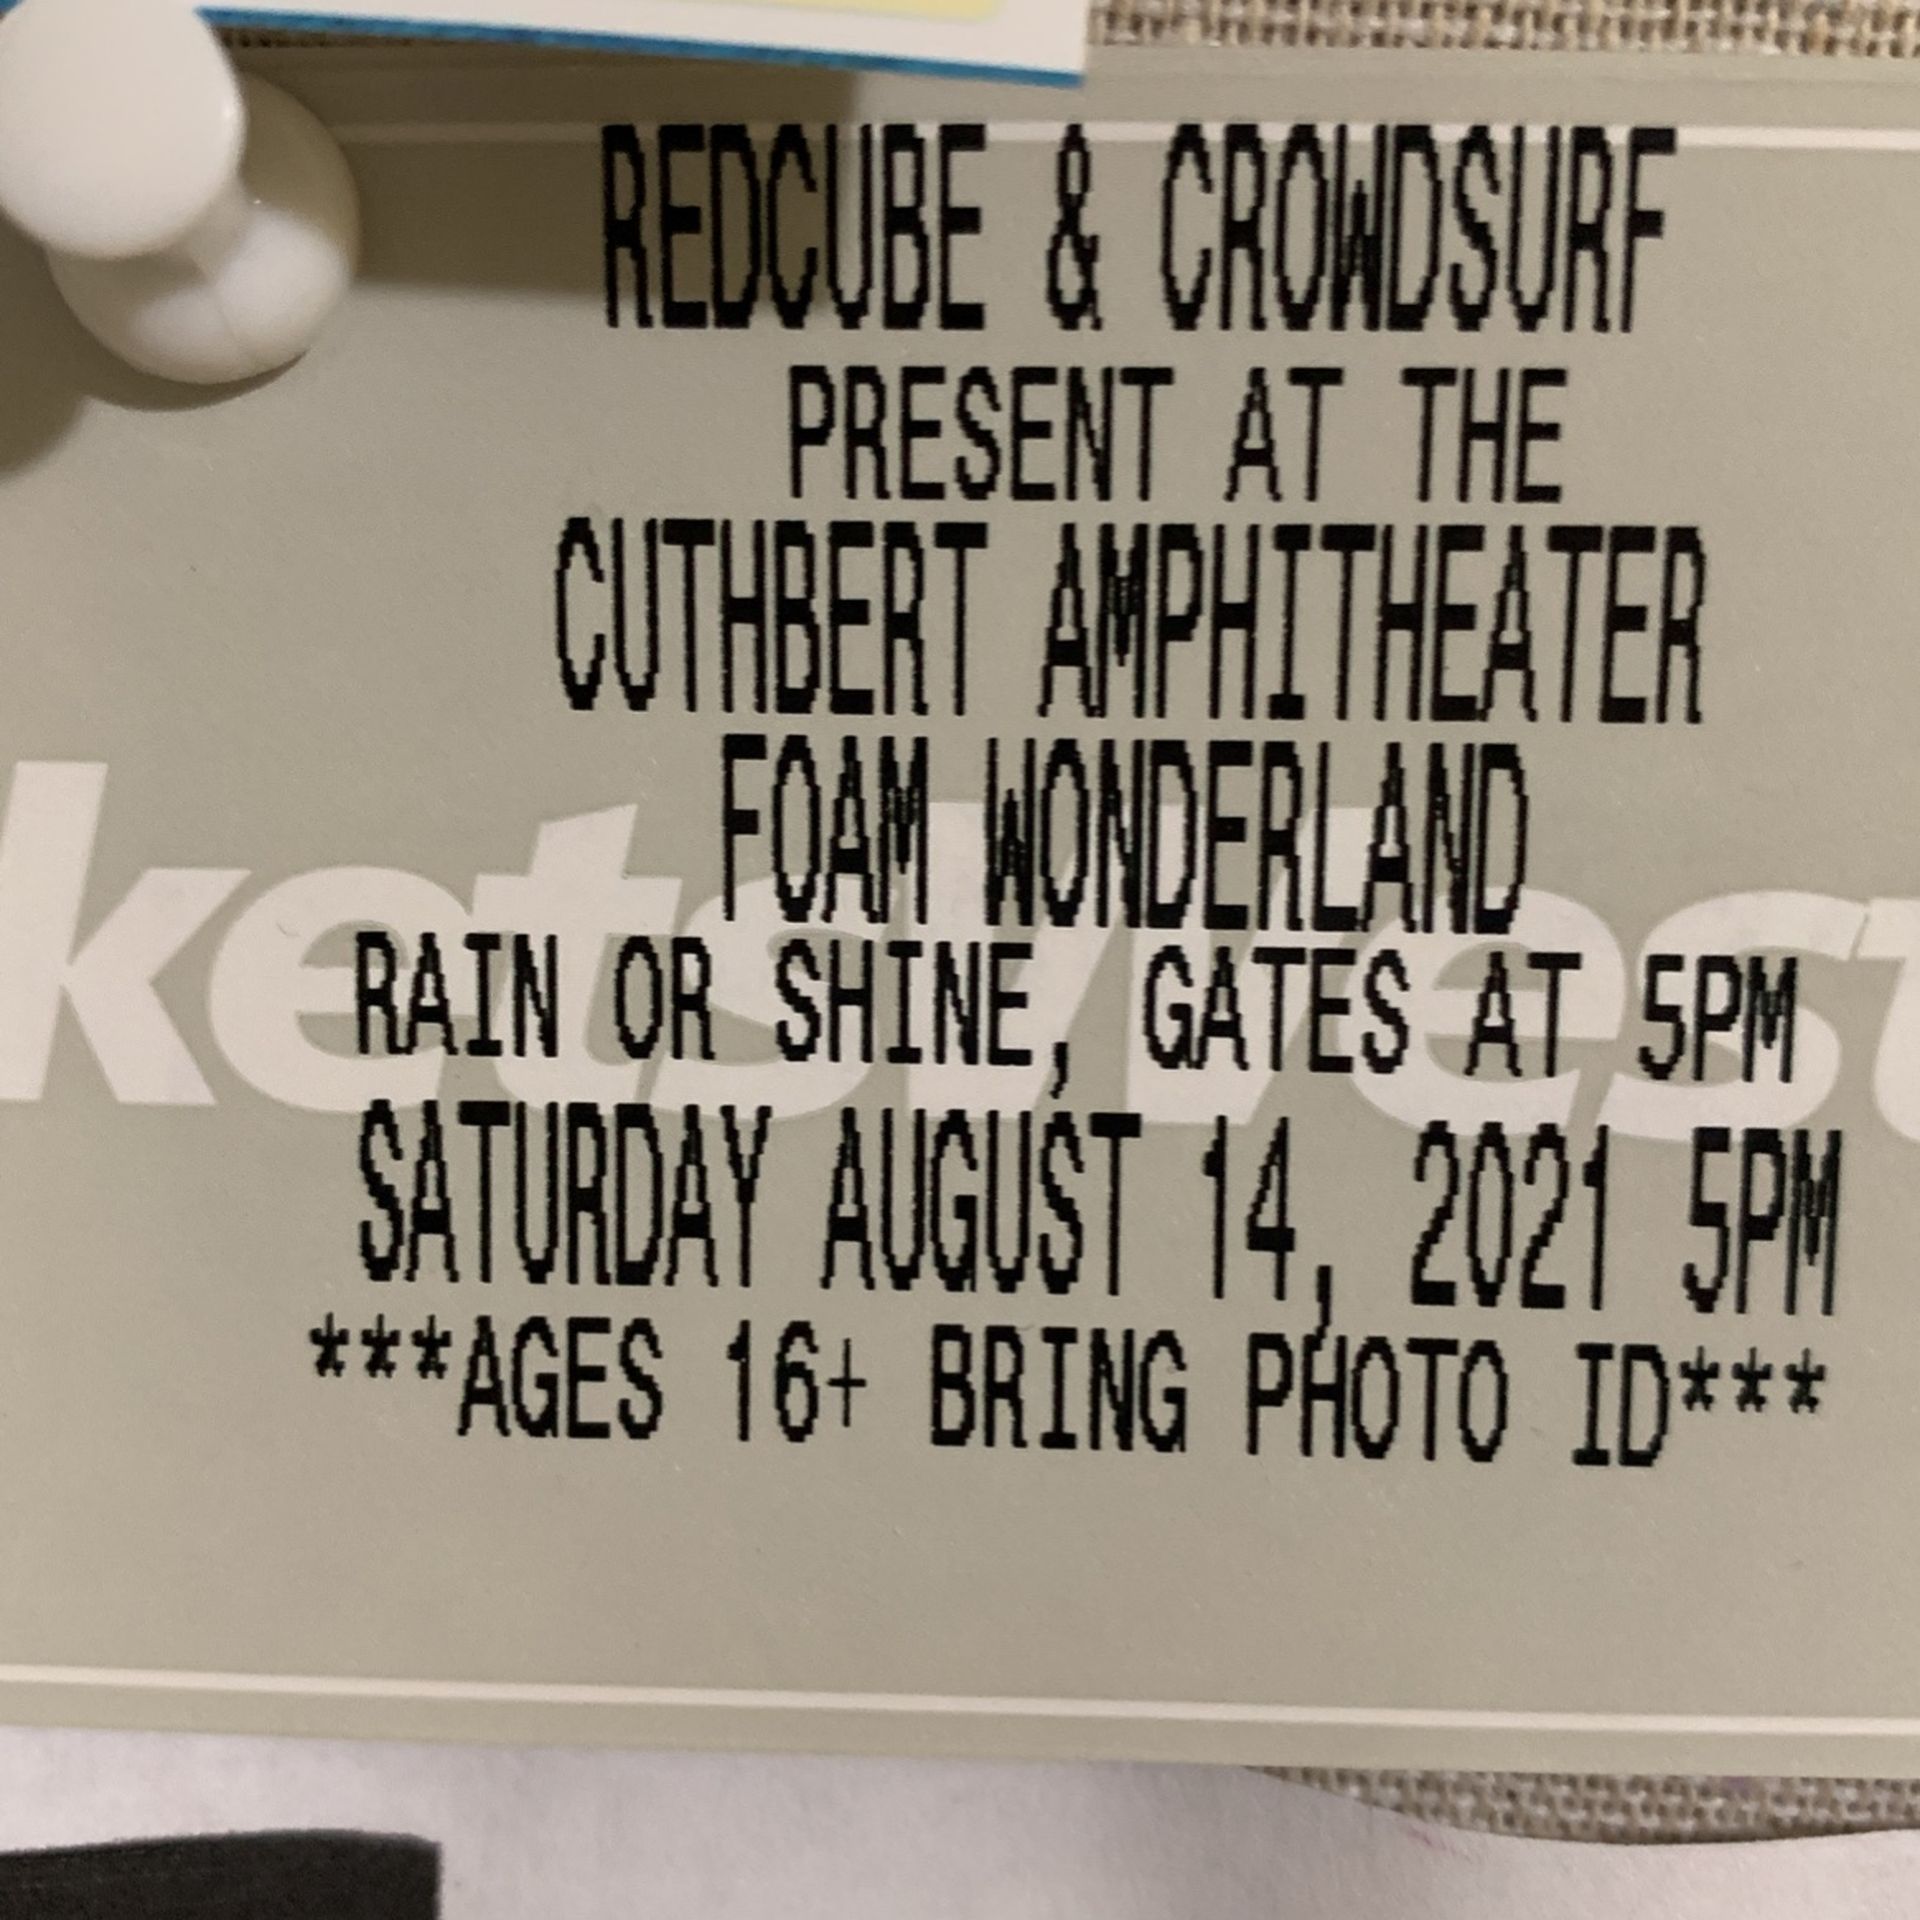 REDCUBE & CROWDSURF
PRESENT AT THE
CUTHBERT AMPHITHEATER
FOAM WONDERLAND
RAIN OR SHINE, GATES AT 5PM
SATURDAY AUGUST 14, 2021 5PM
***AGES 16+ BRING PHOTO ID***
ketsWest